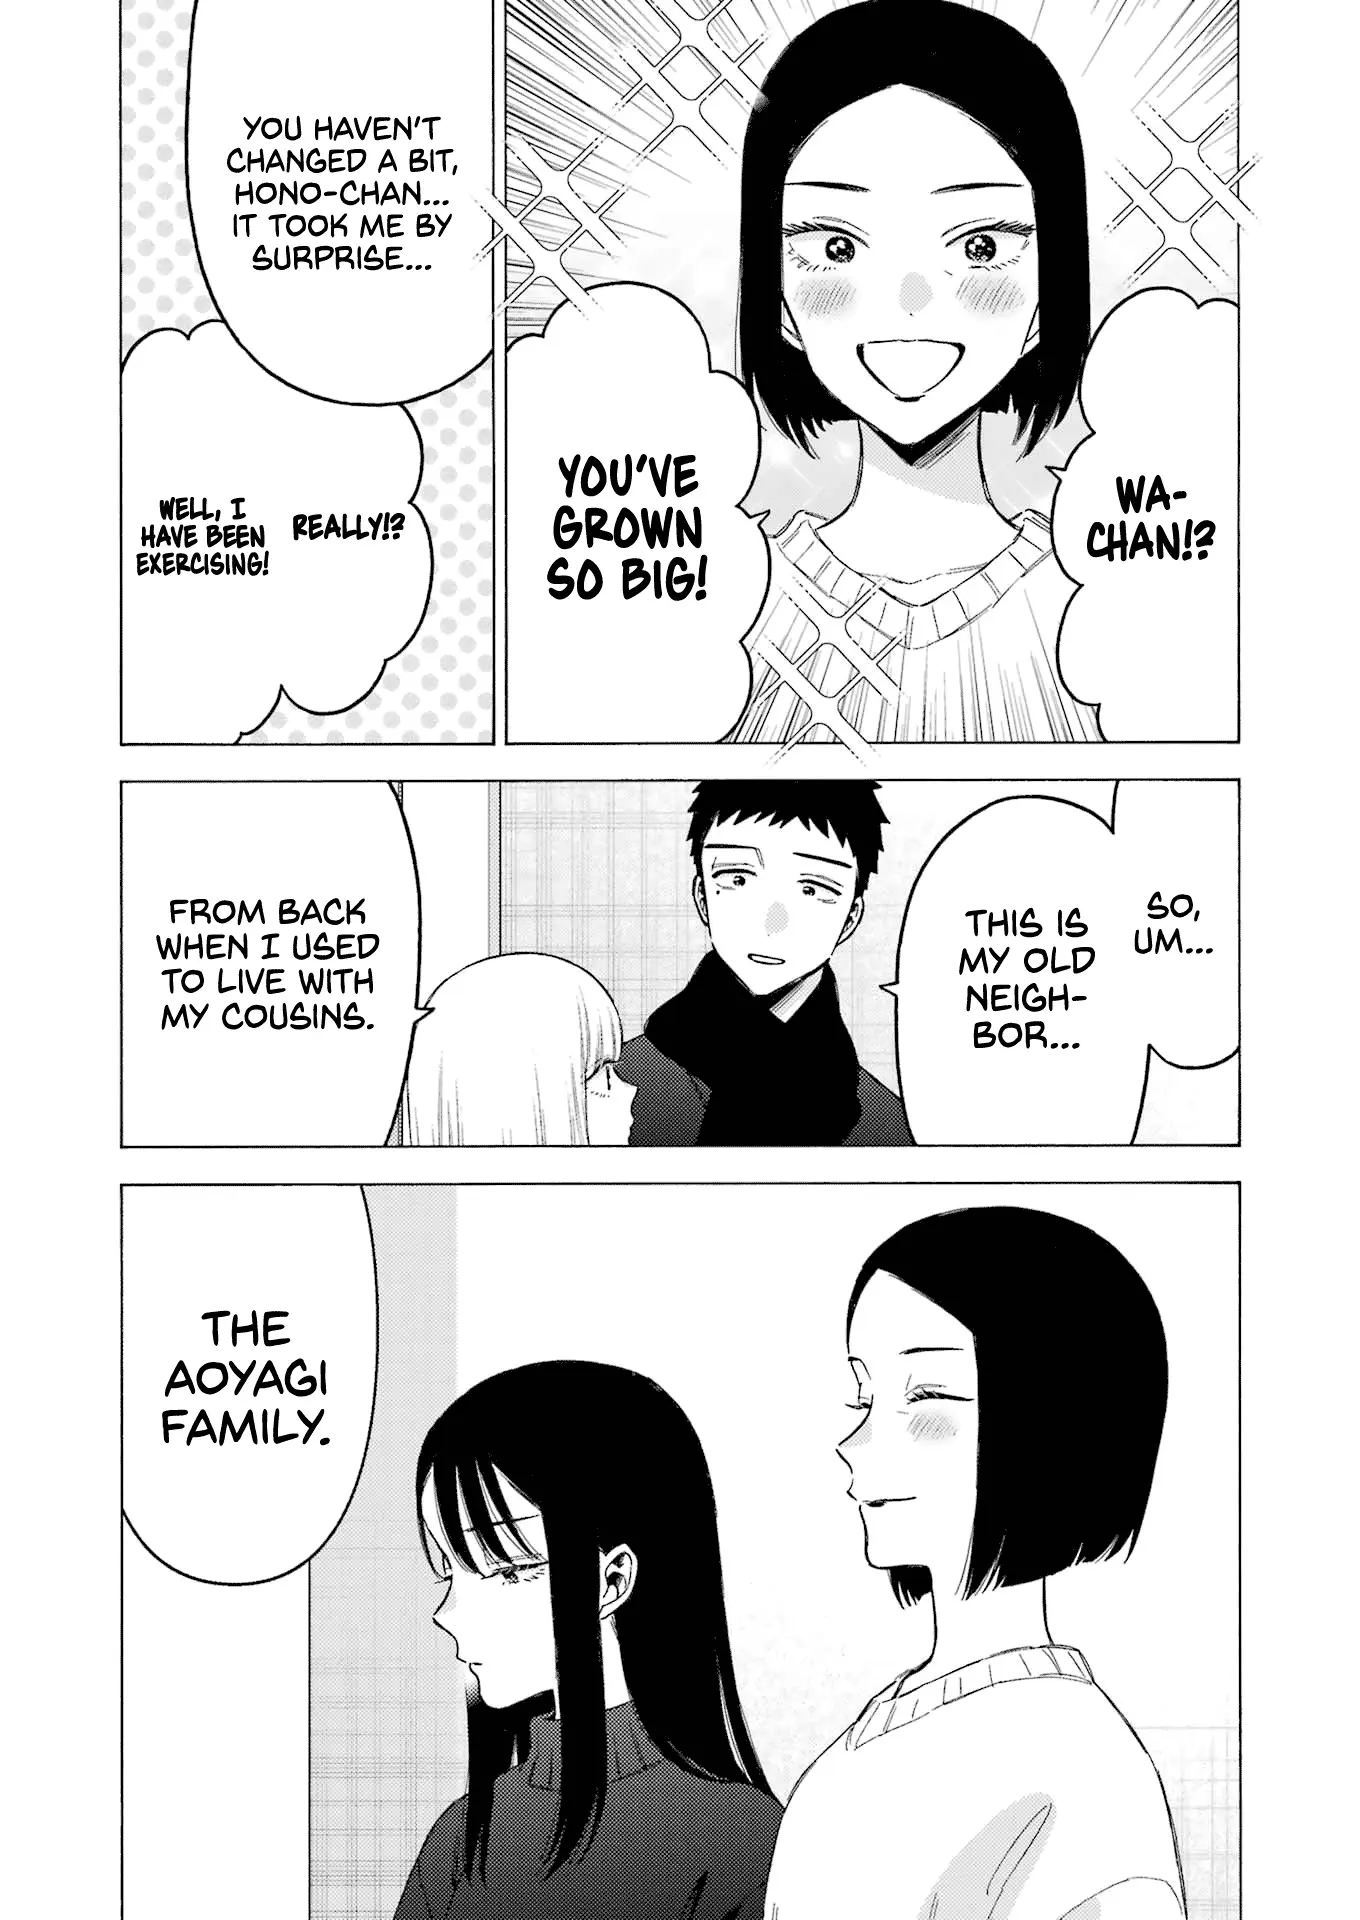 WA-
CHAN!?
YOU'VE
GROWN
SO BIG!
YOU HAVEN'T
CHANGED A BIT,
HONO-CHAN...
IT TOOK ME BY
SURPRISE...
REALLY!?
WELL, I
HAVE BEEN
EXERCISING!
SO,
UM...
THIS IS
MY OLD
NEIGH-
BOR...
FROM BACK
WHEN I USED
TO LIVE WITH
MY COUSINS.
THE
AOYAGI
FAMILY.